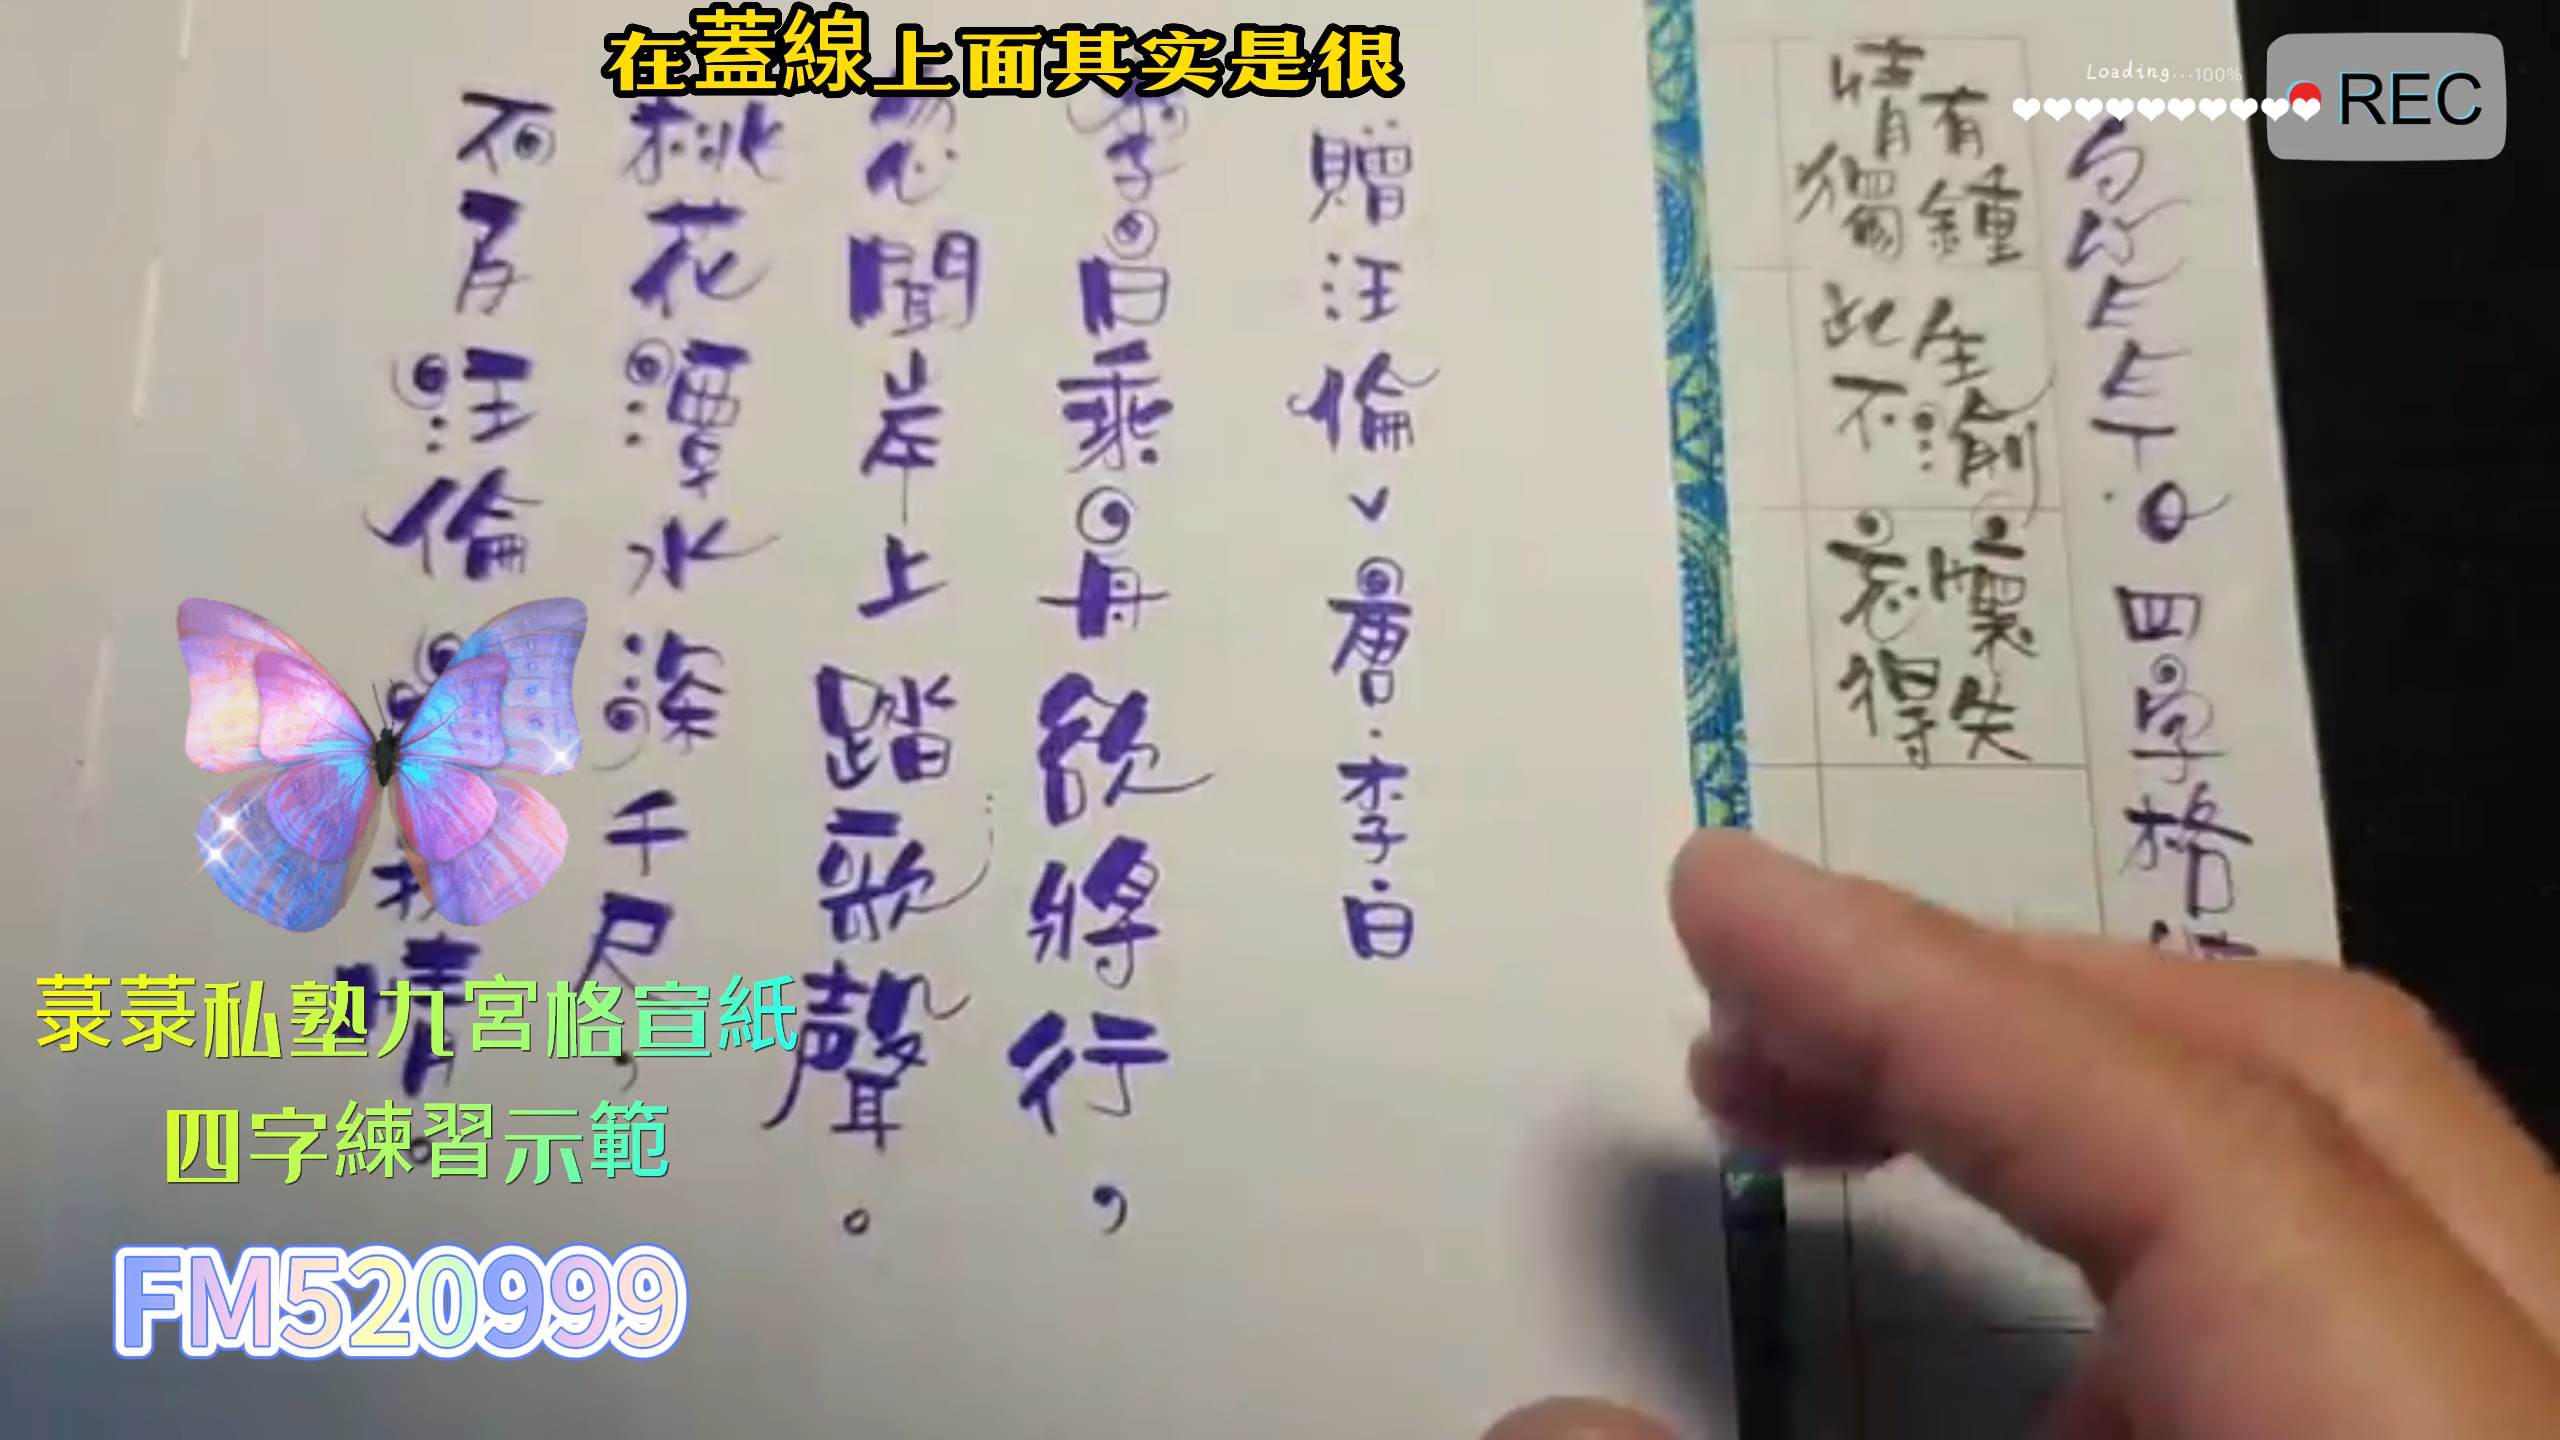 在蓋線上面其实是很
Loading...100%
REC
四字格
有鍾
情獨
生渝
此不
懷失
忘得
贈汪倫
唐·李白
李白乘舟欲將行，
忽聞岸上踏歌聲。
桃花潭水深千尺，
不及汪倫
情。
菉菉私塾九宮格宣紙
四字練習示範
FM520999